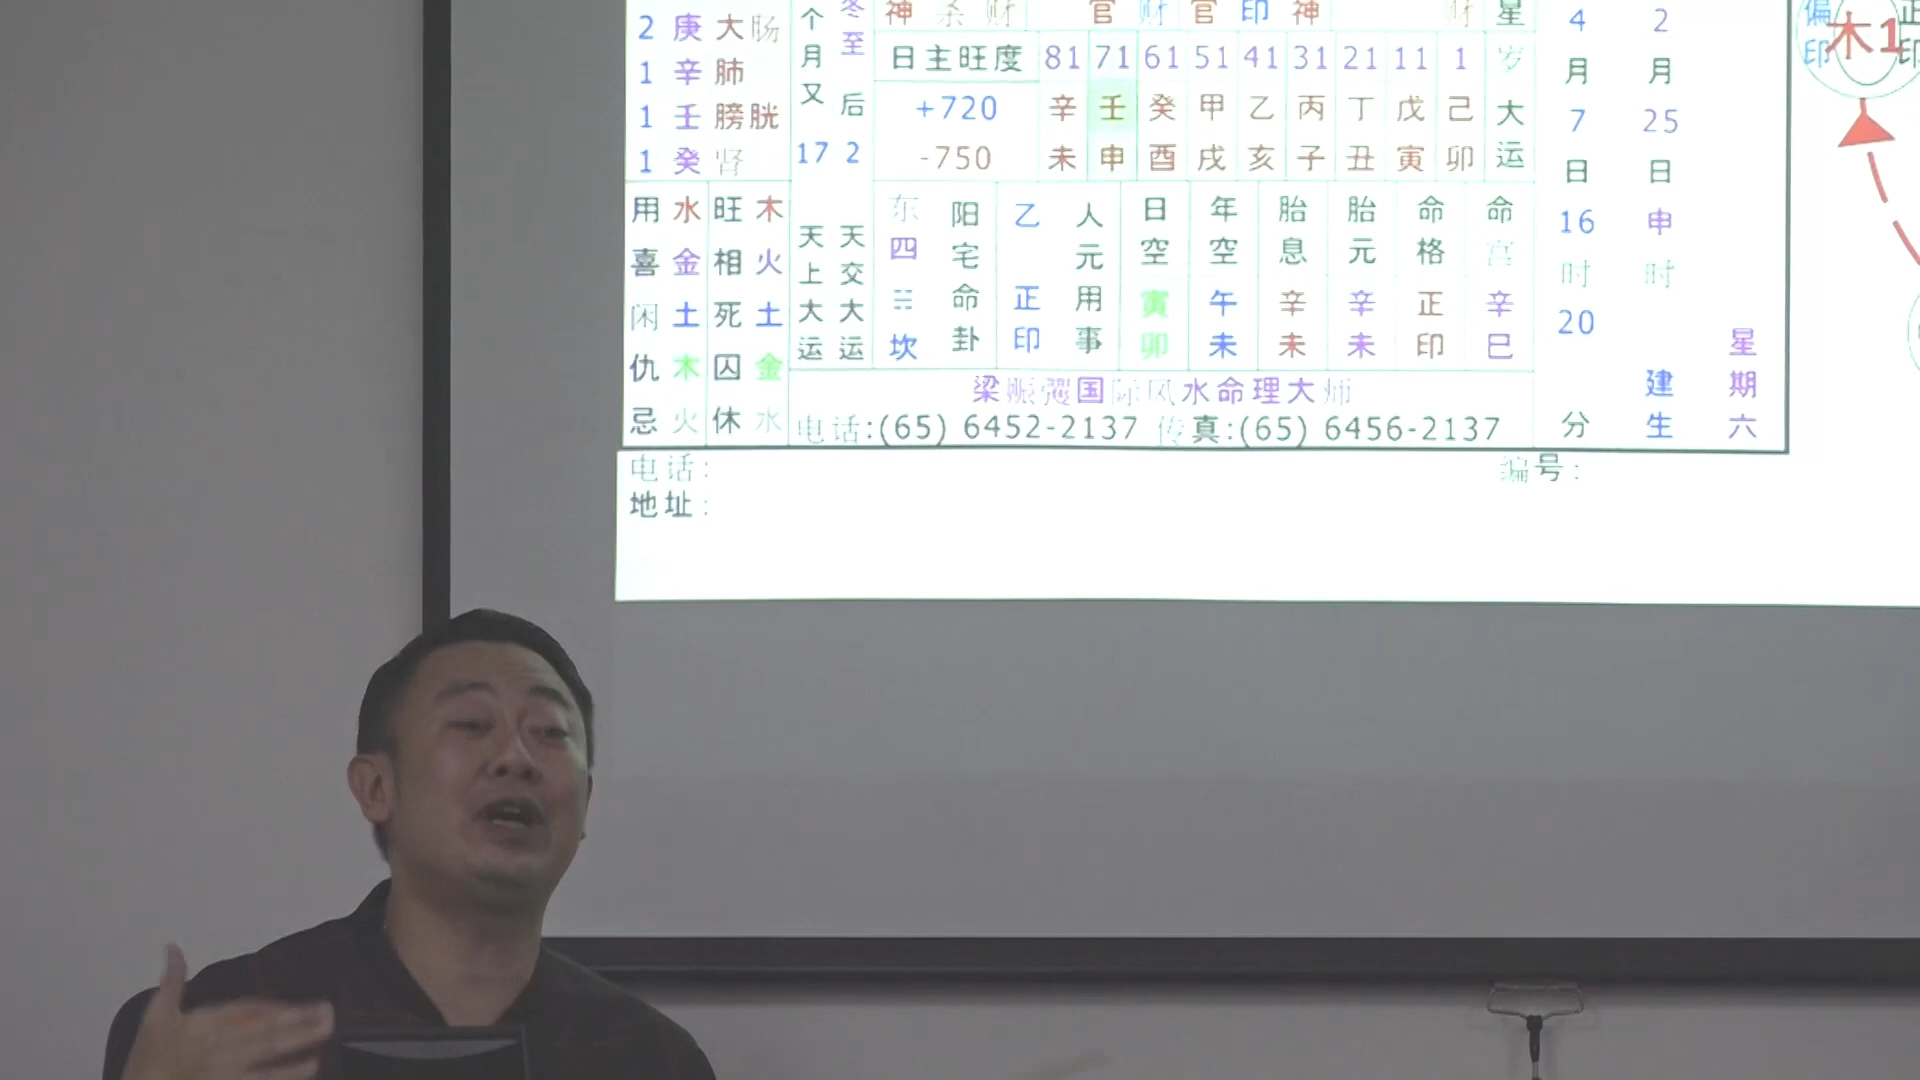 2 庚 大肠
1 辛 肺
1 壬 膀胱
1 癸 肾
个月又 17
冬至后 2
神 杀 财 官 财 官 印 神 财 星
日主旺度 81 71 61 51 41 31 21 11 1 岁
+720 辛 壬 癸 甲 乙 丙 丁 戊 己 大
-750 未 申 酉 戌 亥 子 丑 寅 卯 运
用 水 旺 木
喜 金 相 火
闲 土 死 土
仇 木 囚 金
忌 火 休 水
天上大运
天交大运
东四 ☵ 坎
阳宅命卦
乙 正印
人元用事
日空 寅卯
年空 午未
胎息 辛未
胎元 辛未
命格 正印
命宫 辛巳
国际风水命理大师
电话:(65) 6452-2137 传真:(65) 6456-2137
4月7日16时20分
2月25日申时建生
星期六
偏印 木1 正印
电话:
编号:
地址: